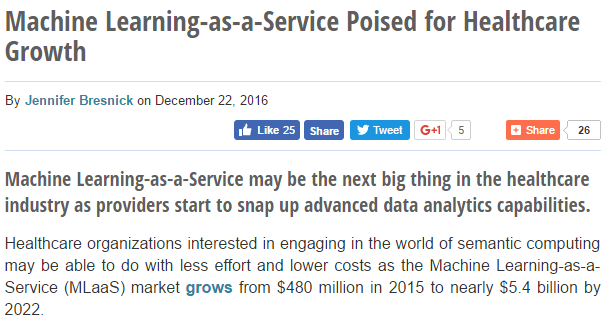 Machine Learning-as-a-Service Poised for Healthcare
Growth
By Jennifer Bresnick on December 22, 2016
Like 25 Share Tweet G+1 5 Share 26
Machine Learning-as-a-Service may be the next big thing in the healthcare
industry as providers start to snap up advanced data analytics capabilities.
Healthcare organizations interested in engaging in the world of semantic computing
may be able to do with less effort and lower costs as the Machine Learning-as-a-
Service (MLaaS) market grows from $480 million in 2015 to nearly $5.4 billion by
2022.